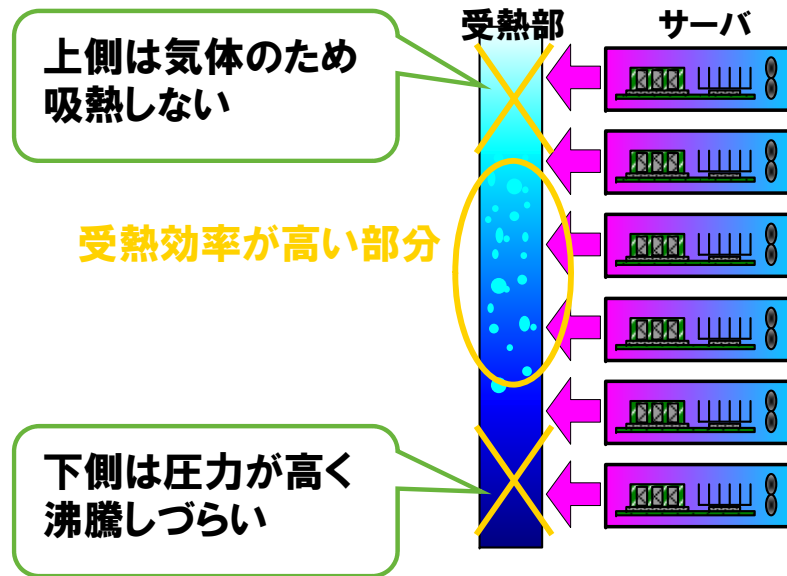 受熱部
サーバ
上側は気体のため
吸熱しない
受熱効率が高い部分
下側は圧力が高く
沸騰しづらい